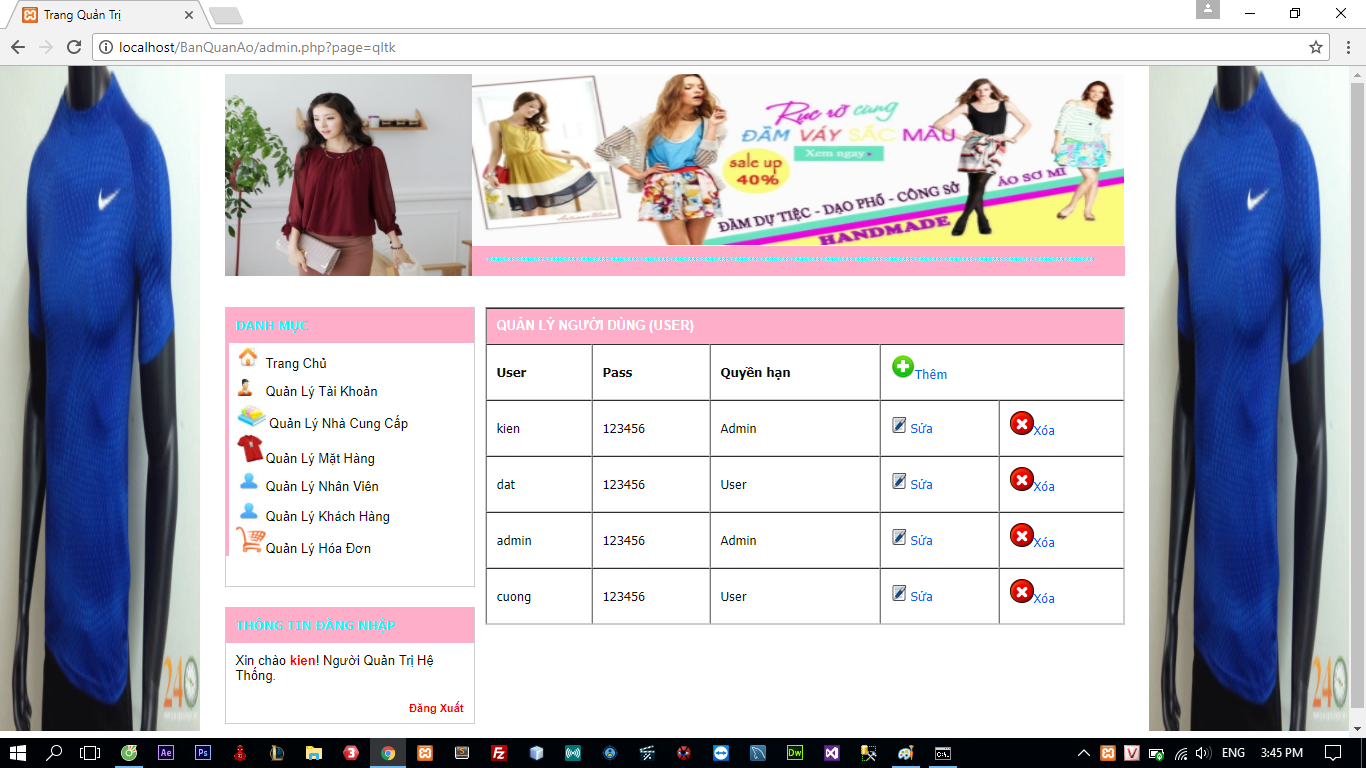 Trang Quản Trị
localhost/BanQuanAo/admin.php?page=qltk
Rực rỡ cùng
ĐẦM VÁY SẮC MÀU
Xem ngay
sale up
40%
ĐẦM DỰ TIỆC - DẠO PHỐ - CÔNG SỞ
ÁO SƠ MI
HANDMADE
DANH MỤC
Trang Chủ
Quản Lý Tài Khoản
Quản Lý Nhà Cung Cấp
Quản Lý Mặt Hàng
Quản Lý Nhân Viên
Quản Lý Khách Hàng
Quản Lý Hóa Đơn
THÔNG TIN ĐĂNG NHẬP
Xin chào kien! Người Quản Trị Hệ
Thống.
Đăng Xuất
QUẢN LÝ NGƯỜI DÙNG (USER)
User Pass Quyền hạn Thêm
kien 123456 Admin Sửa Xóa
dat 123456 User Sửa Xóa
admin 123456 Admin Sửa Xóa
cuong 123456 User Sửa Xóa
24
ENG 3:45 PM